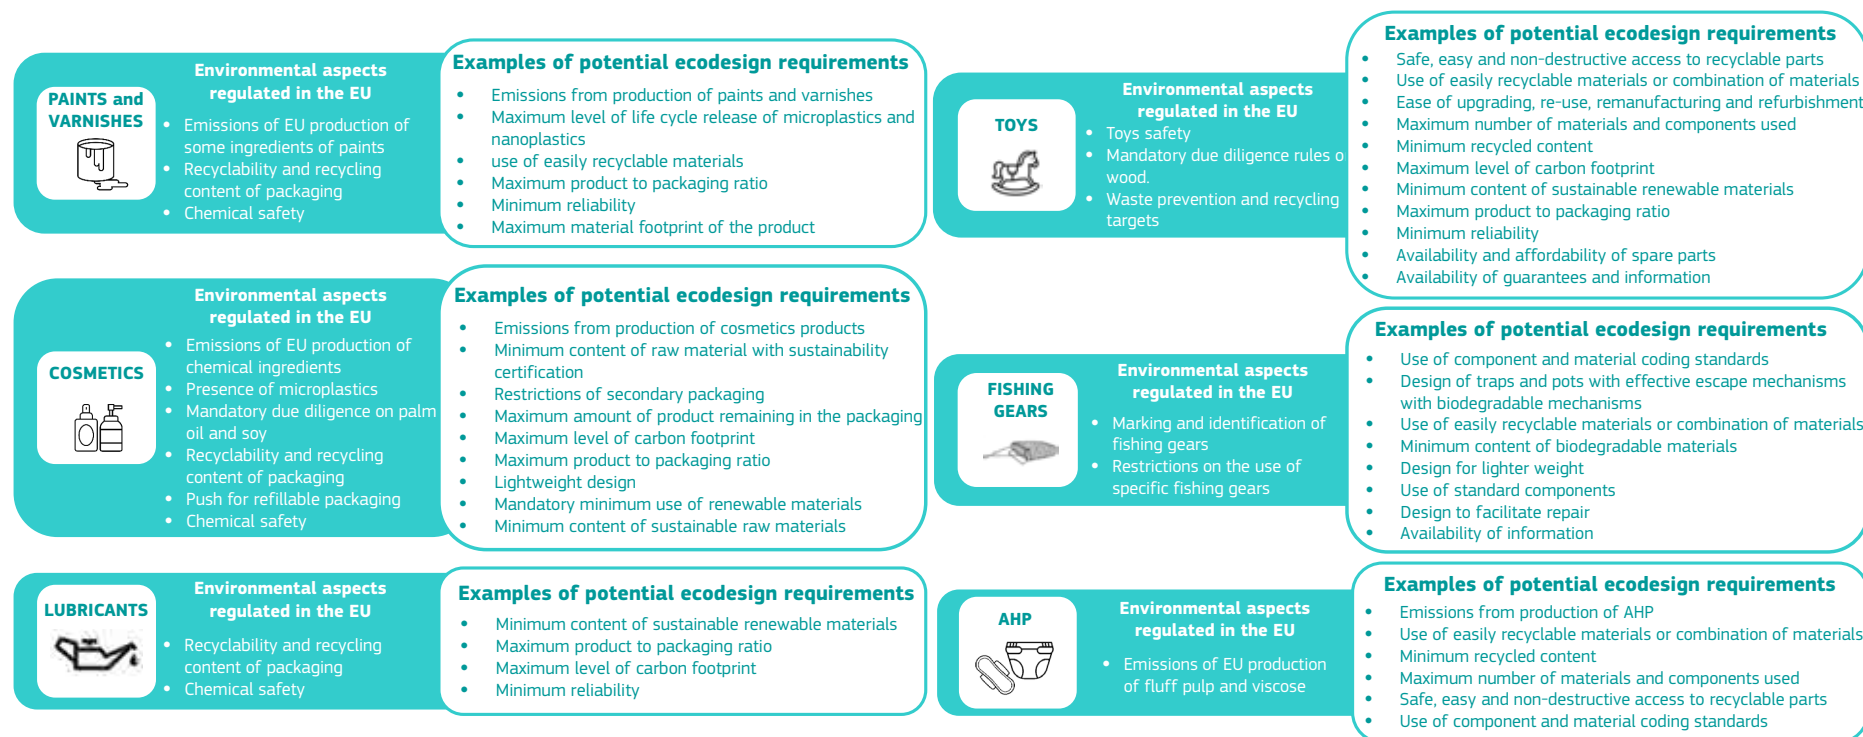 PAINTS and
VARNISHES
Environmental aspects
regulated in the EU
• Emissions of EU production of
some ingredients of paints
• Recyclability and recycling
content of packaging
• Chemical safety
Examples of potential ecodesign requirements
• Emissions from production of paints and varnishes
• Maximum level of life cycle release of microplastics and
nanoplastics
• use of easily recyclable materials
• Maximum product to packaging ratio
• Minimum reliability
• Maximum material footprint of the product
COSMETICS
Environmental aspects
regulated in the EU
• Emissions of EU production of
chemical ingredients
• Presence of microplastics
• Mandatory due diligence on palm
oil and soy
• Recyclability and recycling
content of packaging
• Push for refillable packaging
• Chemical safety
Examples of potential ecodesign requirements
• Emissions from production of cosmetics products
• Minimum content of raw material with sustainability
certification
• Restrictions of secondary packaging
• Maximum amount of product remaining in the packaging
• Maximum level of carbon footprint
• Maximum product to packaging ratio
• Lightweight design
• Mandatory minimum use of renewable materials
• Minimum content of sustainable raw materials
LUBRICANTS
Environmental aspects
regulated in the EU
• Recyclability and recycling
content of packaging
• Chemical safety
Examples of potential ecodesign requirements
• Minimum content of sustainable renewable materials
• Maximum product to packaging ratio
• Maximum level of carbon footprint
• Minimum reliability
TOYS
Environmental aspects
regulated in the EU
• Toys safety
• Mandatory due diligence rules o
wood.
• Waste prevention and recycling
targets
Examples of potential ecodesign requirements
• Safe, easy and non-destructive access to recyclable parts
• Use of easily recyclable materials or combination of materials
• Ease of upgrading, re-use, remanufacturing and refurbishment
• Maximum number of materials and components used
• Minimum recycled content
• Maximum level of carbon footprint
• Minimum content of sustainable renewable materials
• Maximum product to packaging ratio
• Minimum reliability
• Availability and affordability of spare parts
• Availability of guarantees and information
FISHING
GEARS
Environmental aspects
regulated in the EU
• Marking and identification of
fishing gears
• Restrictions on the use of
specific fishing gears
Examples of potential ecodesign requirements
• Use of component and material coding standards
• Design of traps and pots with effective escape mechanisms
with biodegradable mechanisms
• Use of easily recyclable materials or combination of materials
• Minimum content of biodegradable materials
• Design for lighter weight
• Use of standard components
• Design to facilitate repair
• Availability of information
AHP
Environmental aspects
regulated in the EU
• Emissions of EU production
of fluff pulp and viscose
Examples of potential ecodesign requirements
• Emissions from production of AHP
• Use of easily recyclable materials or combination of materials
• Minimum recycled content
• Maximum number of materials and components used
• Safe, easy and non-destructive access to recyclable parts
• Use of component and material coding standards